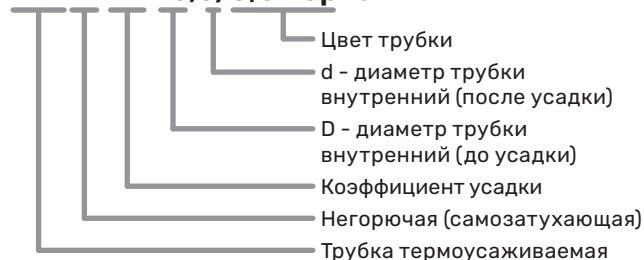 Цвет трубки
d - диаметр трубки
внутренний (после усадки)
D - диаметр трубки
внутренний (до усадки)
Коэффициент усадки
Негорючая (самозатухающая)
Трубка термоусаживаемая